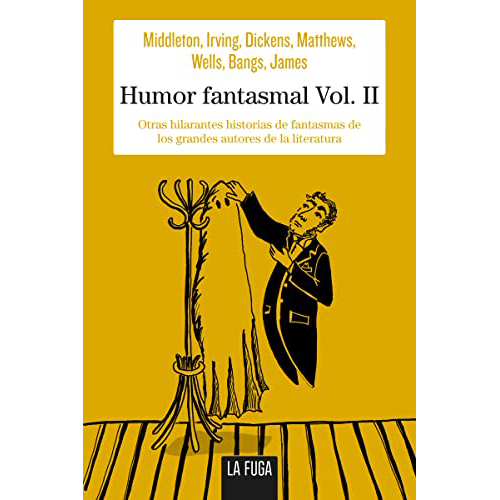 Middleton, Irving, Dickens, Matthews,
Wells, Bangs, James
Humor fantasmal Vol. II
Otras hilarantes historias de fantasmas de
los grandes autores de la literatura
LA FUGA